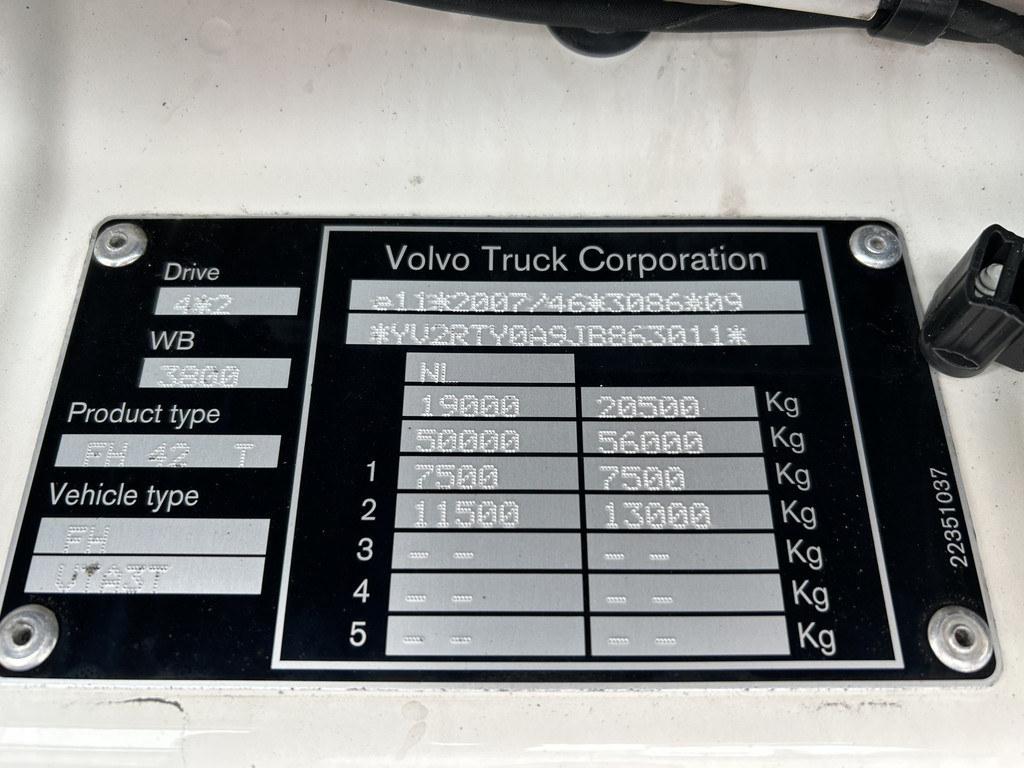 Volvo Truck Corporation
Drive
4*2
e11*2007/46*3086*09
*YV2RTY0A9JB863011*
WB
3800
NL
19000 20500 Kg
Product type
FH 42 T
50000 56000 Kg
1 7500 7500 Kg
Vehicle type
2 11500 13000 Kg
FH
3 -- -- Kg
UTA3T
4 -- -- Kg
5 -- -- Kg
22351037